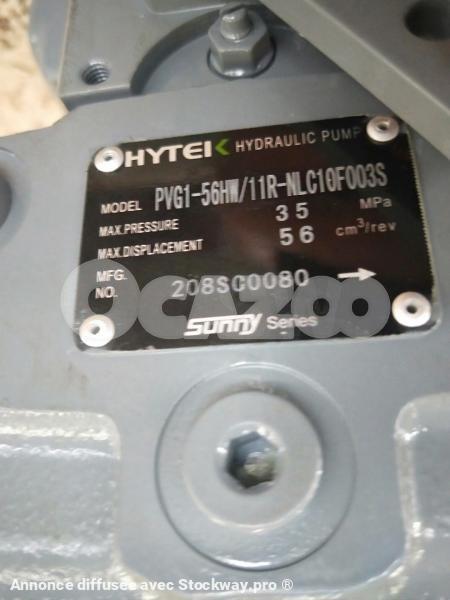 HYTEK HYDRAULIC PUMP
MODEL PVG1-56HW/11R-NLC10F003S
MAX.PRESSURE 35 MPa
MAX.DISPLACEMENT 56 cm³/rev
MFG.
NO. 208SC0080
Sunny Series
OCAZOO
Annonce diffusée avec Stockway.pro ®